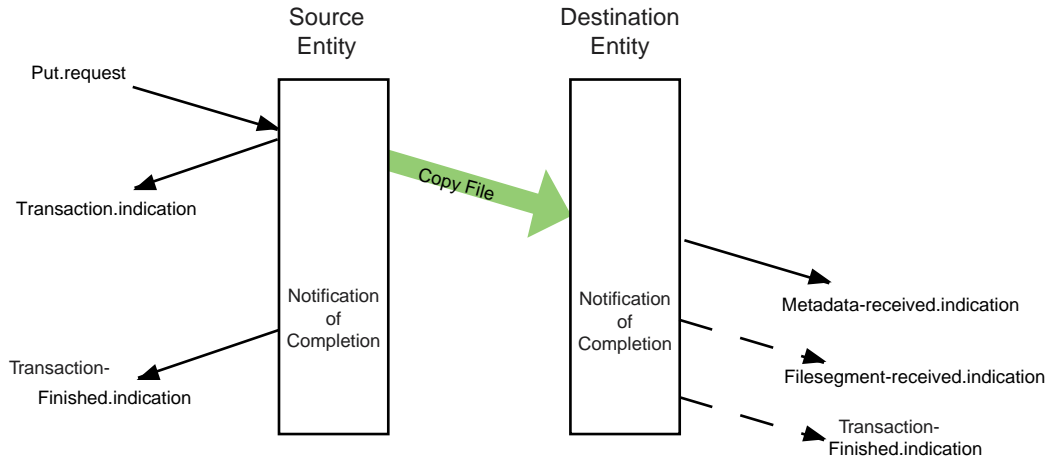 Source
Entity
Destination
Entity
Put.request
Transaction.indication
Copy File
Notification
of
Completion
Notification
of
Completion
Metadata-received.indication
Transaction-
Finished.indication
Filesegment-received.indication
Transaction-
Finished.indication